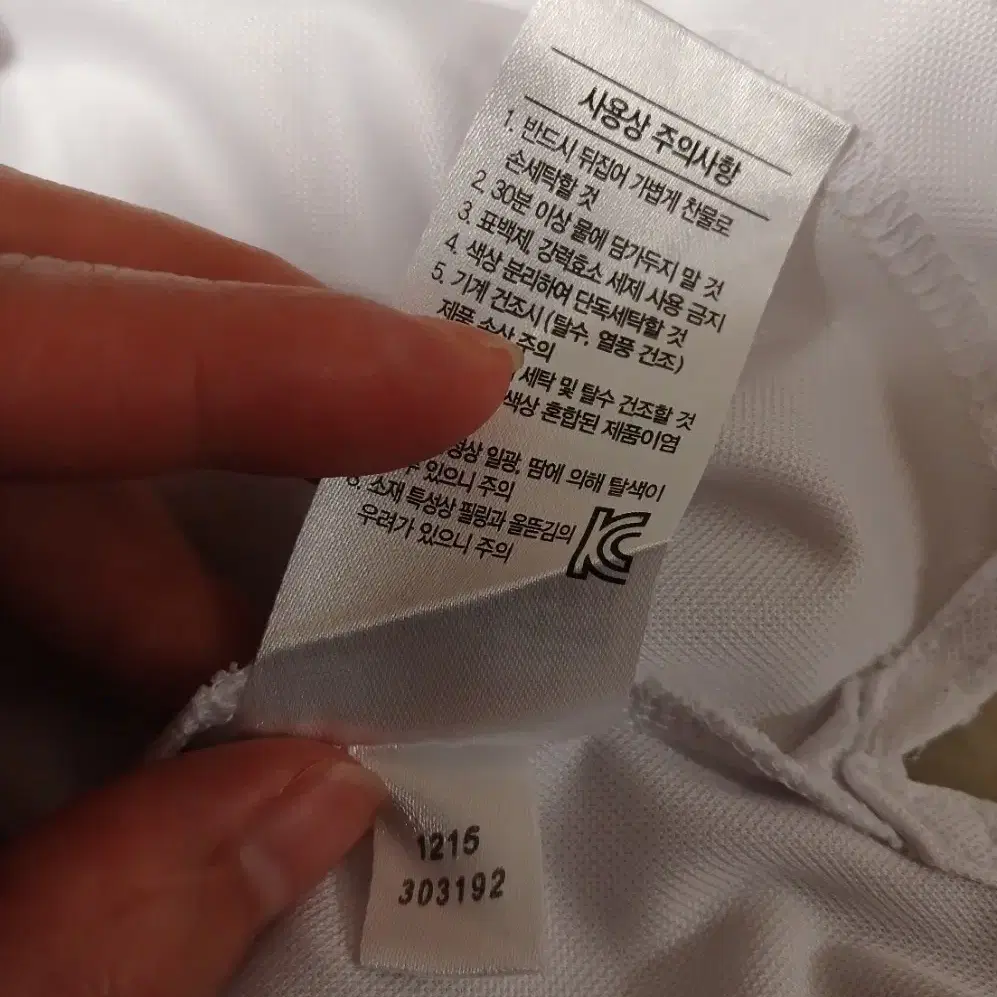 사용상 주의사항
1. 반드시 뒤집어 가볍게 찬물로
손세탁할 것
2. 30분 이상 물에 담가두지 말 것
3. 표백제, 강력효소 세제 사용 금지
4. 색상 분리하여 단독세탁할 것
5. 기계 건조시(탈수, 열풍 건조)
제품 손상 주의
세탁 및 탈수 건조할 것
색상 혼합된 제품이염
일광, 땀에 의해 탈색이
있으니 주의
8. 소재 특성상 필링과 올뜯김의
우려가 있으니 주의
KC
1215
303192